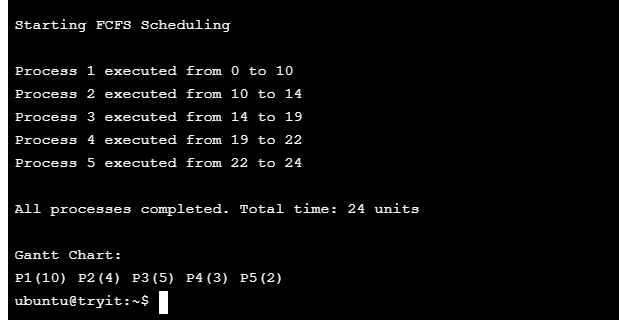 Starting FCFS Scheduling
Process 1 executed from 0 to 10
Process 2 executed from 10 to 14
Process 3 executed from 14 to 19
Process 4 executed from 19 to 22
Process 5 executed from 22 to 24
All processes completed. Total time: 24 units
Gantt Chart:
P1(10) P2(4) P3(5) P4(3) P5(2)
ubuntu@tryit:~$